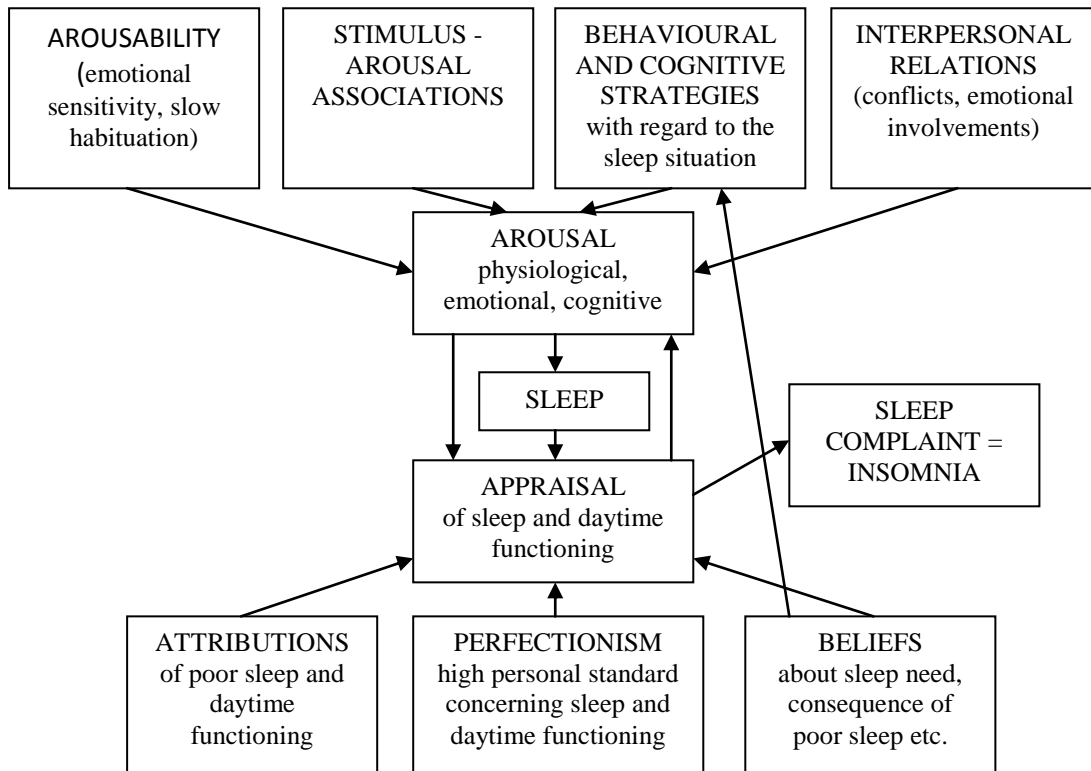 AROUSABILITY
(emotional
sensitivity, slow
habituation)
STIMULUS -
AROUSAL
ASSOCIATIONS
BEHAVIOURAL
AND COGNITIVE
STRATEGIES
with regard to the
sleep situation
INTERPERSONAL
RELATIONS
(conflicts, emotional
involvements)
AROUSAL
physiological,
emotional, cognitive
SLEEP
SLEEP
COMPLAINT =
INSOMNIA
APPRAISAL
of sleep and daytime
functioning
ATTRIBUTIONS
of poor sleep and
daytime
functioning
PERFECTIONISM
high personal standard
concerning sleep and
daytime functioning
BELIEFS
about sleep need,
consequence of
poor sleep etc.